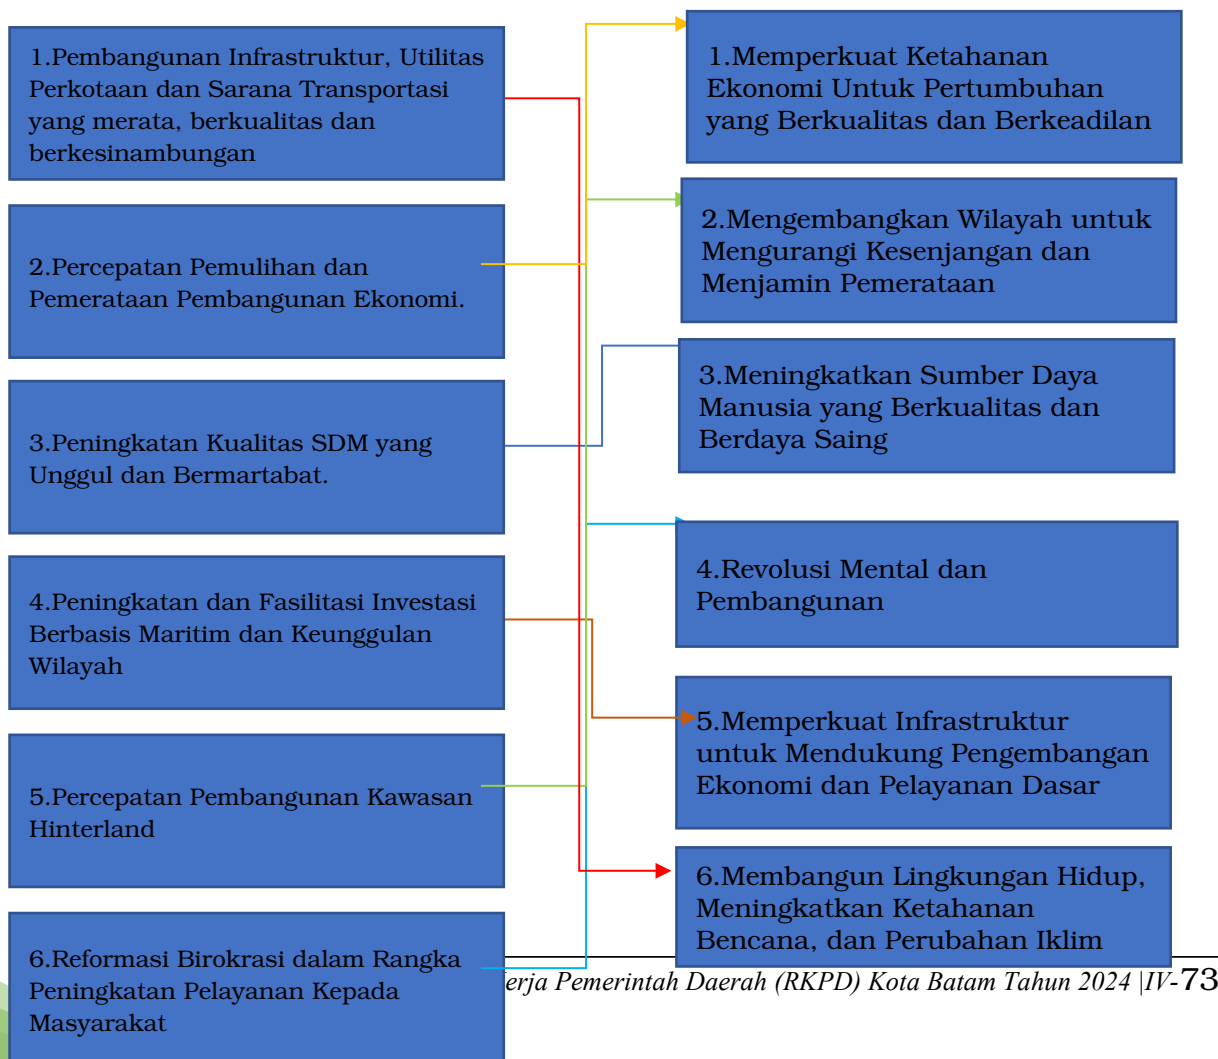 1.Pembangunan Infrastruktur, Utilitas
Perkotaan dan Sarana Transportasi
yang merata, berkualitas dan
berkesinambungan
2.Percepatan Pemulihan dan
Pemerataan Pembangunan Ekonomi.
3.Peningkatan Kualitas SDM yang
Unggul dan Bermartabat.
4.Peningkatan dan Fasilitasi Investasi
Berbasis Maritim dan Keunggulan
Wilayah
5.Percepatan Pembangunan Kawasan
Hinterland
6.Reformasi Birokrasi dalam Rangka
Peningkatan Pelayanan Kepada
Masyarakat
1.Memperkuat Ketahanan
Ekonomi Untuk Pertumbuhan
yang Berkualitas dan Berkeadilan
2.Mengembangkan Wilayah untuk
Mengurangi Kesenjangan dan
Menjamin Pemerataan
3.Meningkatkan Sumber Daya
Manusia yang Berkualitas dan
Berdaya Saing
4.Revolusi Mental dan
Pembangunan
5.Memperkuat Infrastruktur
untuk Mendukung Pengembangan
Ekonomi dan Pelayanan Dasar
6.Membangun Lingkungan Hidup,
Meningkatkan Ketahanan
Bencana, dan Perubahan Iklim
erja Pemerintah Daerah (RKPD) Kota Batam Tahun 2024 |IV-73